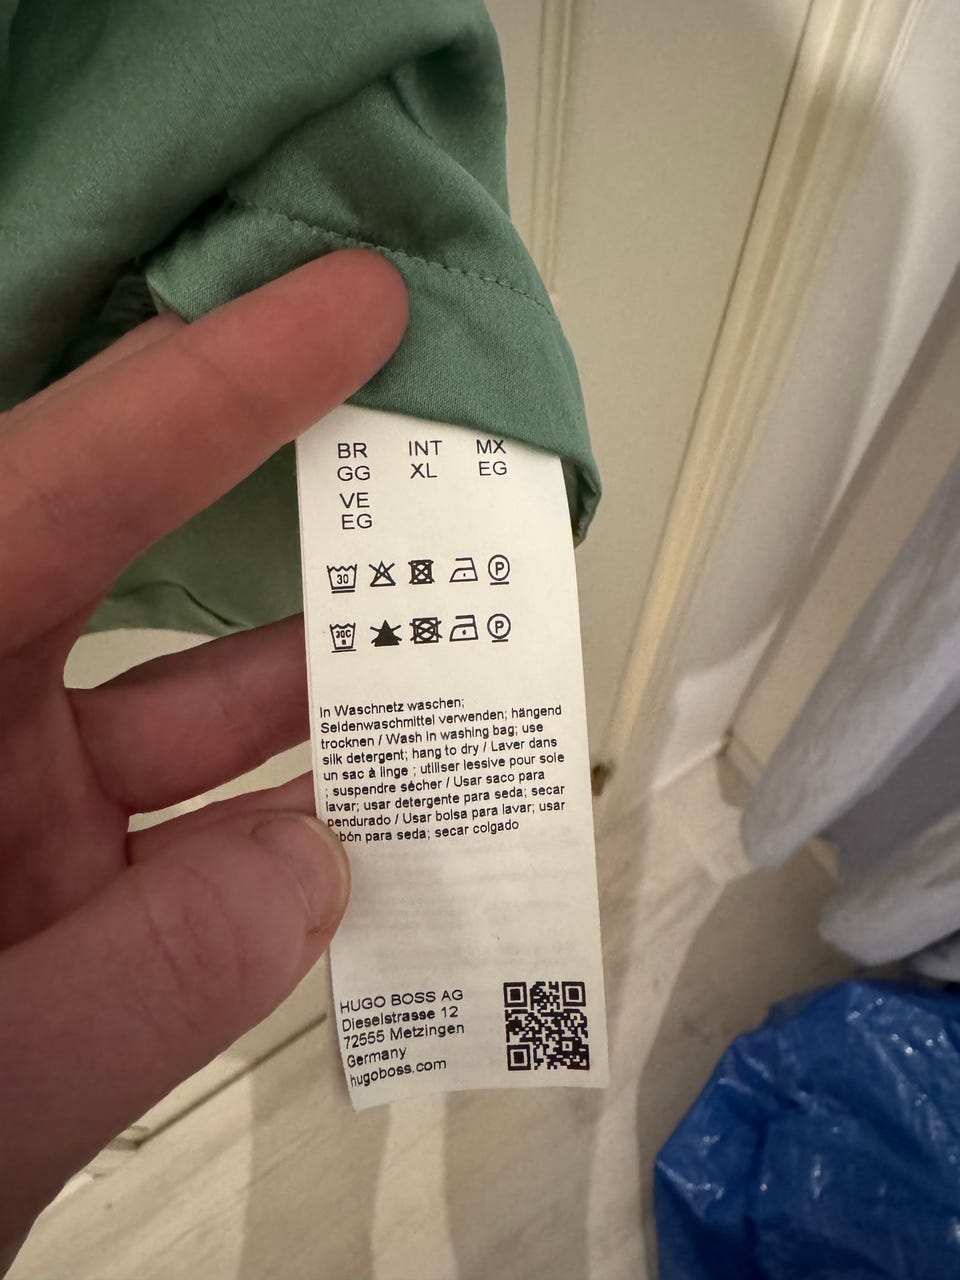 BR INT MX
GG XL EG
VE
EG
30 P
30C P
In Waschnetz waschen;
Seidenwaschmittel verwenden; hängend
trocknen / Wash in washing bag; use
silk detergent; hang to dry / Laver dans
un sac à linge ; utiliser lessive pour soie
; suspendre sécher / Usar saco para
lavar; usar detergente para seda; secar
pendurado / Usar bolsa para lavar; usar
para seda; secar colgado
HUGO BOSS AG
Dieselstrasse 12
72555 Metzingen
Germany
hugoboss.com